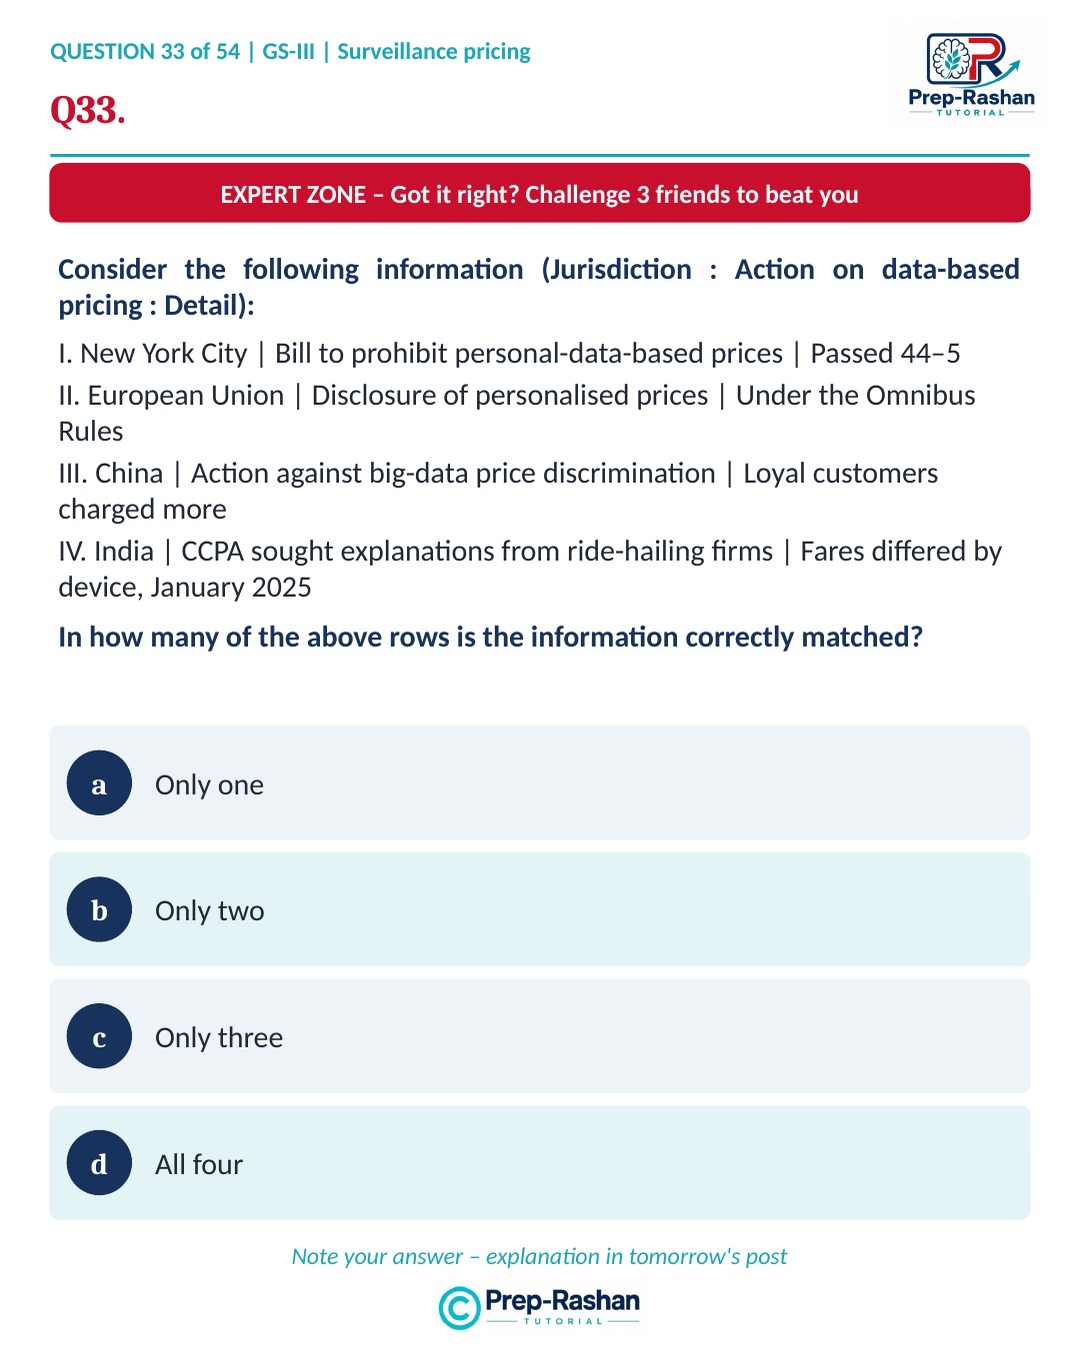 QUESTION 33 of 54 | GS-III | Surveillance pricing
Prep-Rashan
TUTORIAL
Q33.
EXPERT ZONE – Got it right? Challenge 3 friends to beat you
Consider the following information (Jurisdiction : Action on data-based
pricing : Detail):
I. New York City | Bill to prohibit personal-data-based prices | Passed 44–5
II. European Union | Disclosure of personalised prices | Under the Omnibus
Rules
III. China | Action against big-data price discrimination | Loyal customers
charged more
IV. India | CCPA sought explanations from ride-hailing firms | Fares differed by
device, January 2025
In how many of the above rows is the information correctly matched?
a Only one
b Only two
c Only three
d All four
Note your answer – explanation in tomorrow's post
© Prep-Rashan
TUTORIAL